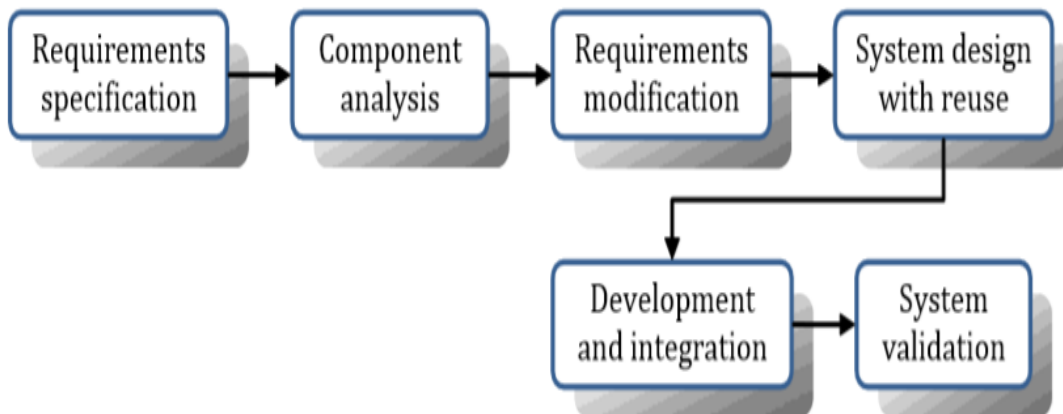 Requirements
specification
Component
analysis
Requirements
modification
System design
with reuse
Development
and integration
System
validation